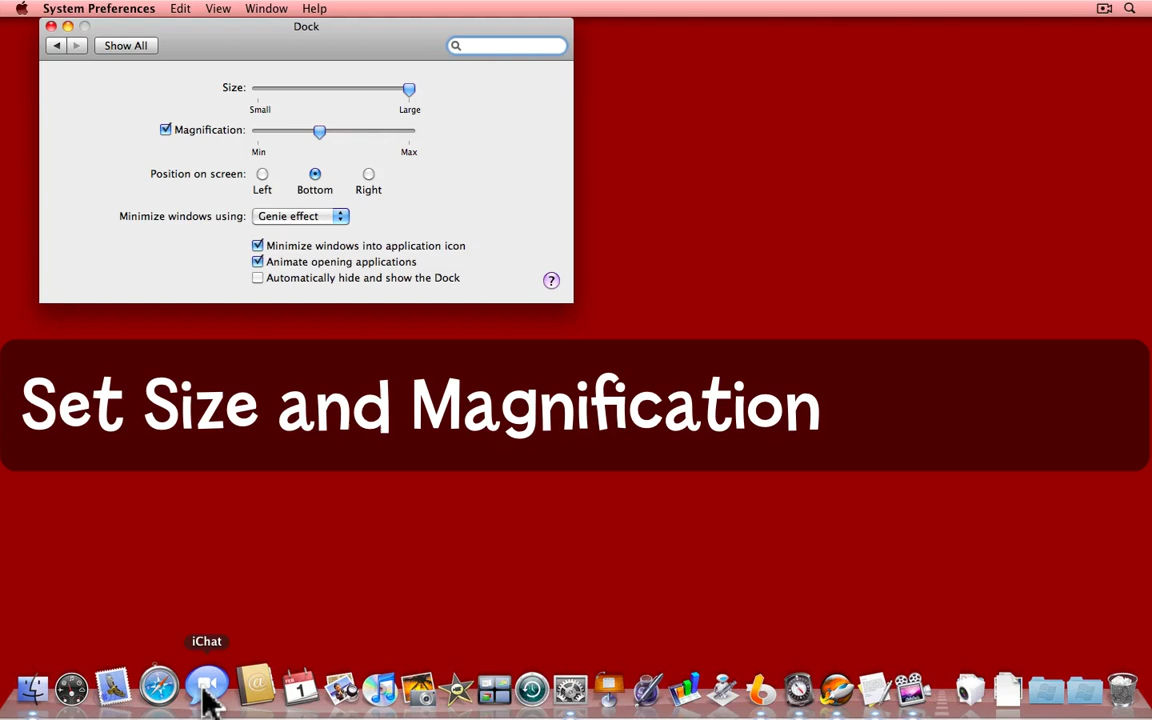 System Preferences Edit View Window Help
Dock
Show All
Size:
Small Large
Magnification:
Min Max
Position on screen:
Left Bottom Right
Minimize windows using: Genie effect
Minimize windows into application icon
Animate opening applications
Automatically hide and show the Dock
?
Set Size and Magnification
iChat
FEB
1